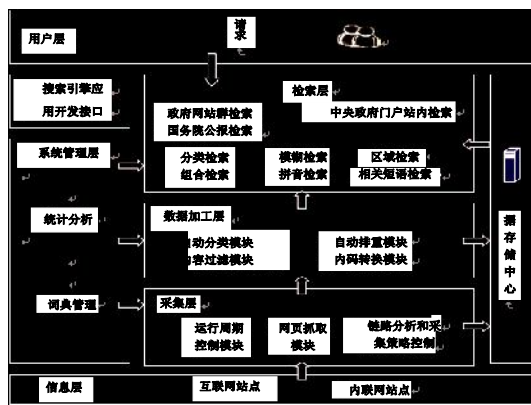 用户层
请求
搜索引擎应
用开发接口
检索层
政府网站群检索
国务院公报检索
中央政府门户站内检索
系统管理层
分类检索
组合检索
模糊检索
拼音检索
区域检索
相关短语检索
统计分析
数据加工层
自动分类模块
内容过滤模块
自动排重模块
内码转换模块
据存储中心
词典管理
采集层
运行周期
控制模块
网页抓取
模块
链路分析和采
集策略控制
信息层
互联网站点
内联网站点